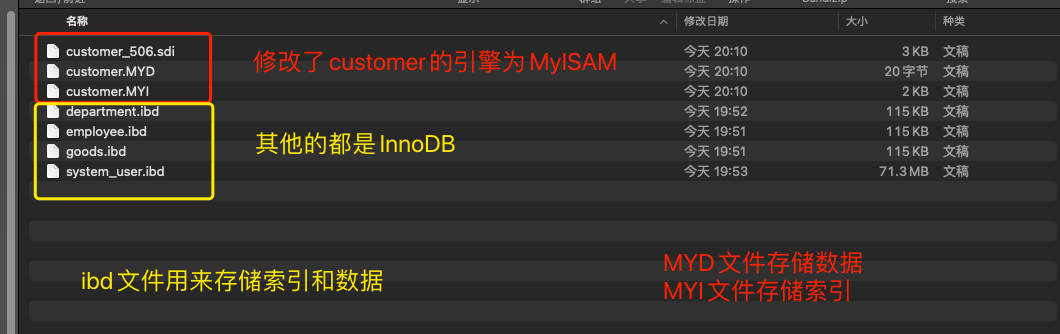 名称 修改日期 大小 种类
customer_506.sdi 今天 20:10 3 KB 文稿
customer.MYD 今天 20:10 20 字节 文稿
customer.MYI 今天 20:10 2 KB 文稿
department.ibd 今天 19:52 115 KB 文稿
employee.ibd 今天 19:51 115 KB 文稿
goods.ibd 今天 19:51 115 KB 文稿
system_user.ibd 今天 19:53 71.3 MB 文稿
修改了customer的引擎为MyISAM
其他的都是InnoDB
ibd文件用来存储索引和数据
MYD文件存储数据
MYI文件存储索引